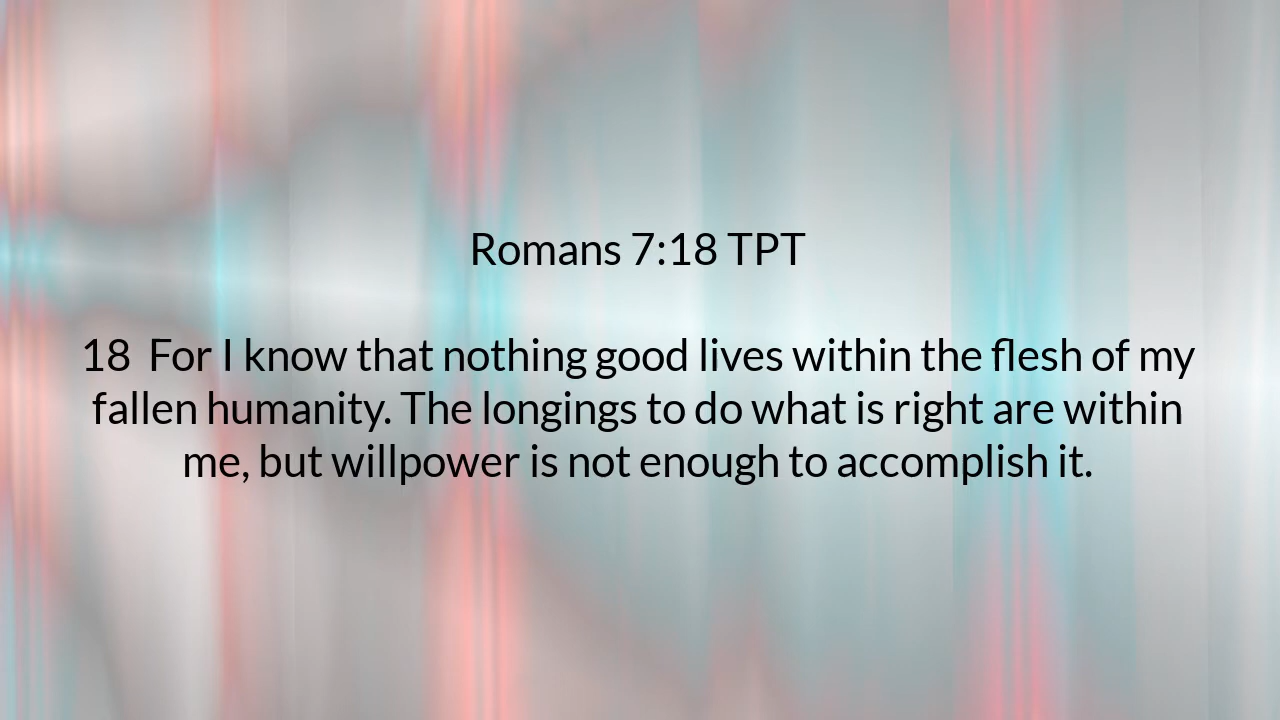 Romans 7:18 TPT
18  For I know that nothing good lives within the flesh of my
fallen humanity. The longings to do what is right are within
me, but willpower is not enough to accomplish it.